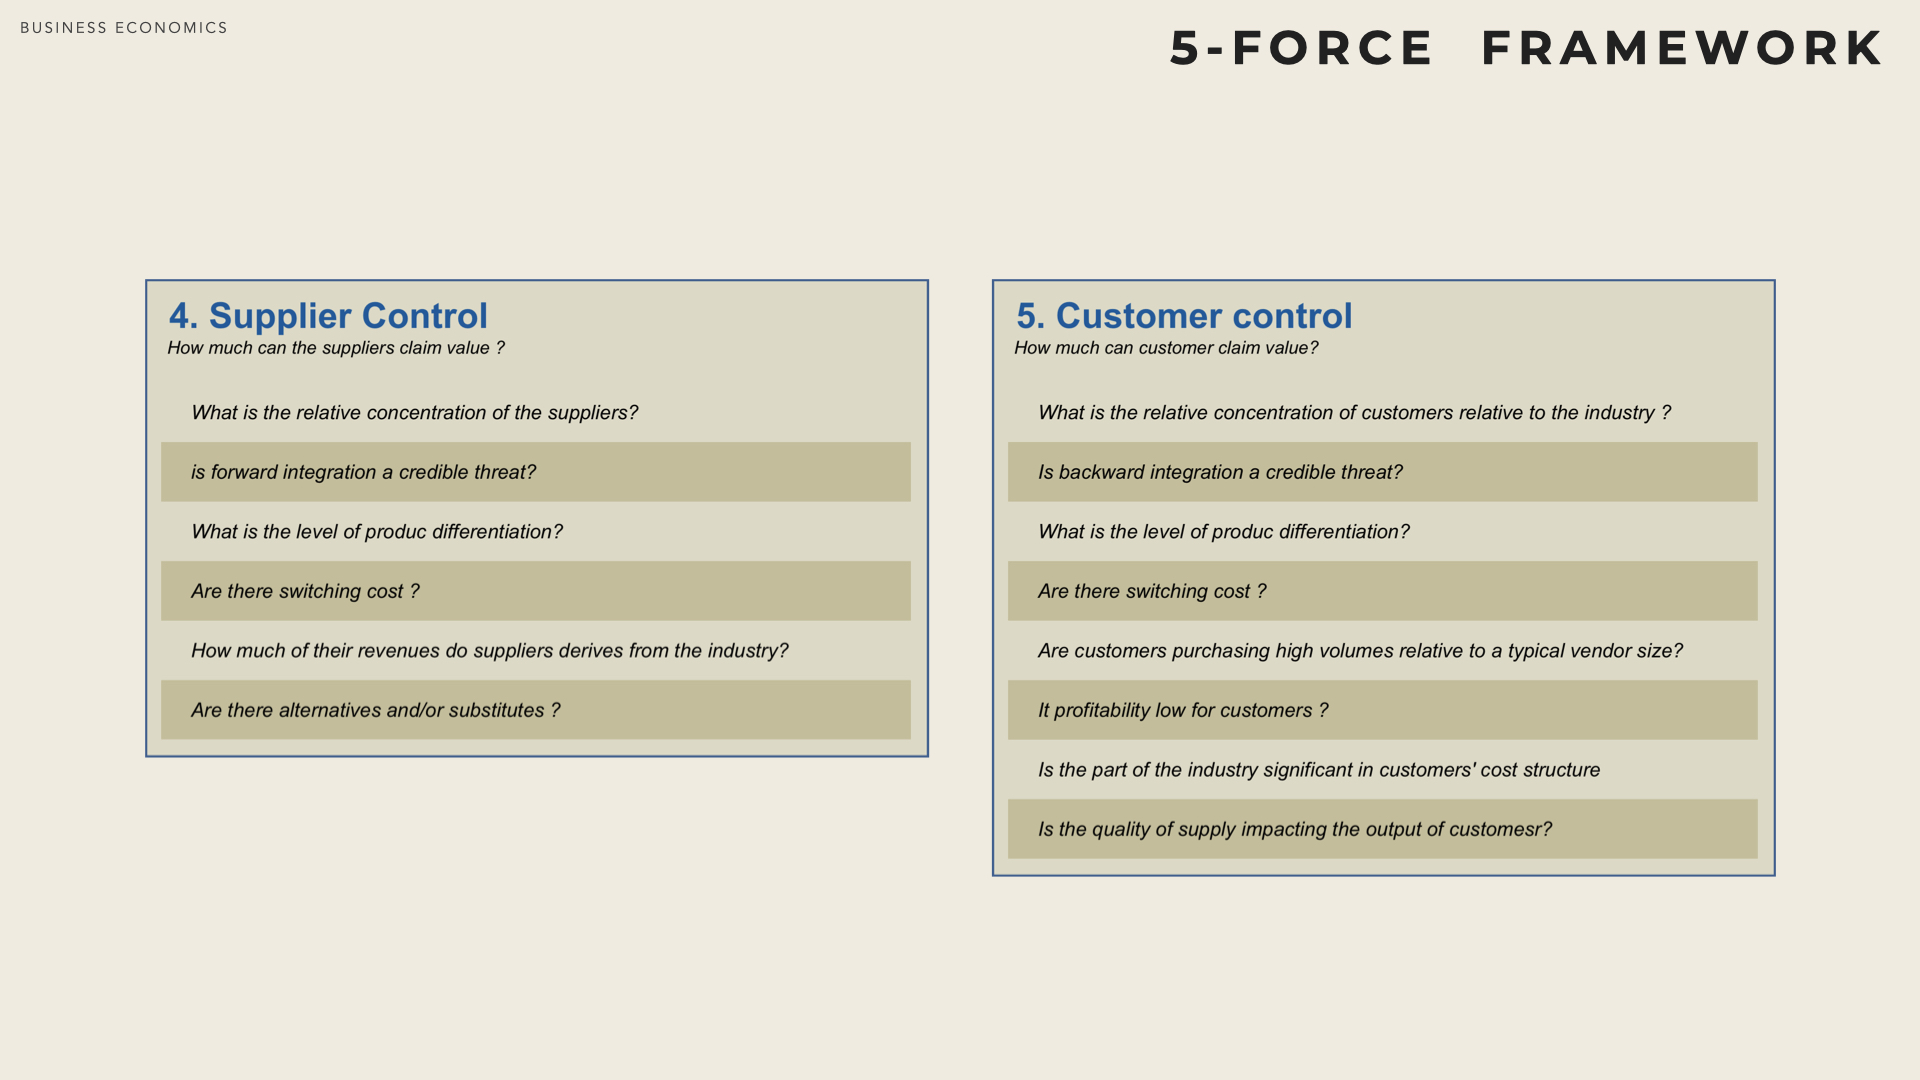 BUSINESS ECONOMICS
5-FORCE FRAMEWORK
4. Supplier Control
How much can the suppliers claim value ?
What is the relative concentration of the suppliers?
is forward integration a credible threat?
What is the level of produc differentiation?
Are there switching cost ?
How much of their revenues do suppliers derives from the industry?
Are there alternatives and/or substitutes ?
5. Customer control
How much can customer claim value?
What is the relative concentration of customers relative to the industry ?
Is backward integration a credible threat?
What is the level of produc differentiation?
Are there switching cost ?
Are customers purchasing high volumes relative to a typical vendor size?
It profitability low for customers ?
Is the part of the industry significant in customers' cost structure
Is the quality of supply impacting the output of customesr?